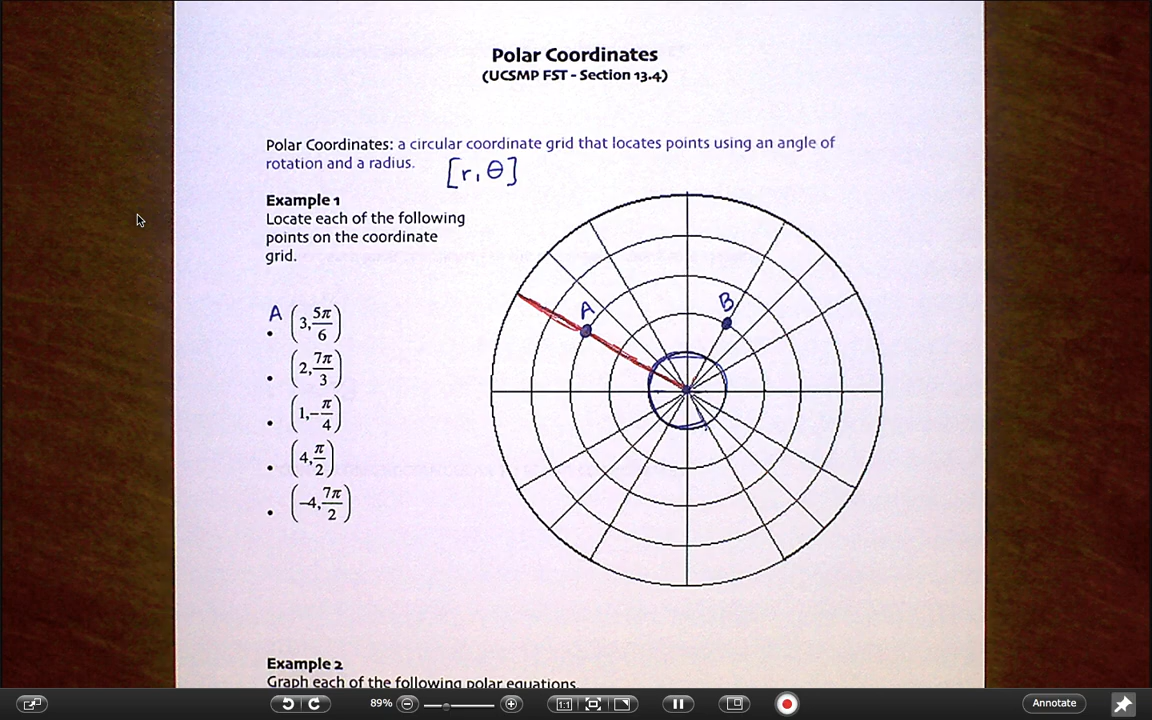 Polar Coordinates
(UCSMP FST - Section 13.4)
Polar Coordinates: a circular coordinate grid that locates points using an angle of
rotation and a radius.
[r, θ]
Example 1
Locate each of the following
points on the coordinate
grid.
A • (3, 5π/6)
• (2, 7π/3)
• (1, -π/4)
• (4, π/2)
• (-4, 7π/2)
A
B
Example 2
Graph each of the following polar equations
89%
1:1
Annotate